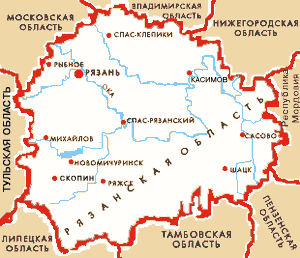 МОСКОВСКАЯ
ОБЛАСТЬ
ВЛАДИМИРСКАЯ
ОБЛАСТЬ
НИЖЕГОРОДСКАЯ
ОБЛАСТЬ
СПАС-КЛЕПИКИ
РЫБНОЕ
РЯЗАНЬ
КАСИМОВ
ОКА
Республика
Мордовия
ТУЛЬСКАЯ ОБЛАСТЬ
СПАС-РЯЗАНСКИЙ
МИХАЙЛОВ
САСОВО
НОВОМИЧУРИНСК
ШАЦК
СКОПИН
РЯЖСК
РЯЗАНСКАЯ ОБЛАСТЬ
ЛИПЕЦКАЯ
ОБЛАСТЬ
ТАМБОВСКАЯ
ОБЛАСТЬ
ПЕНЗЕНСКАЯ
ОБЛАСТЬ